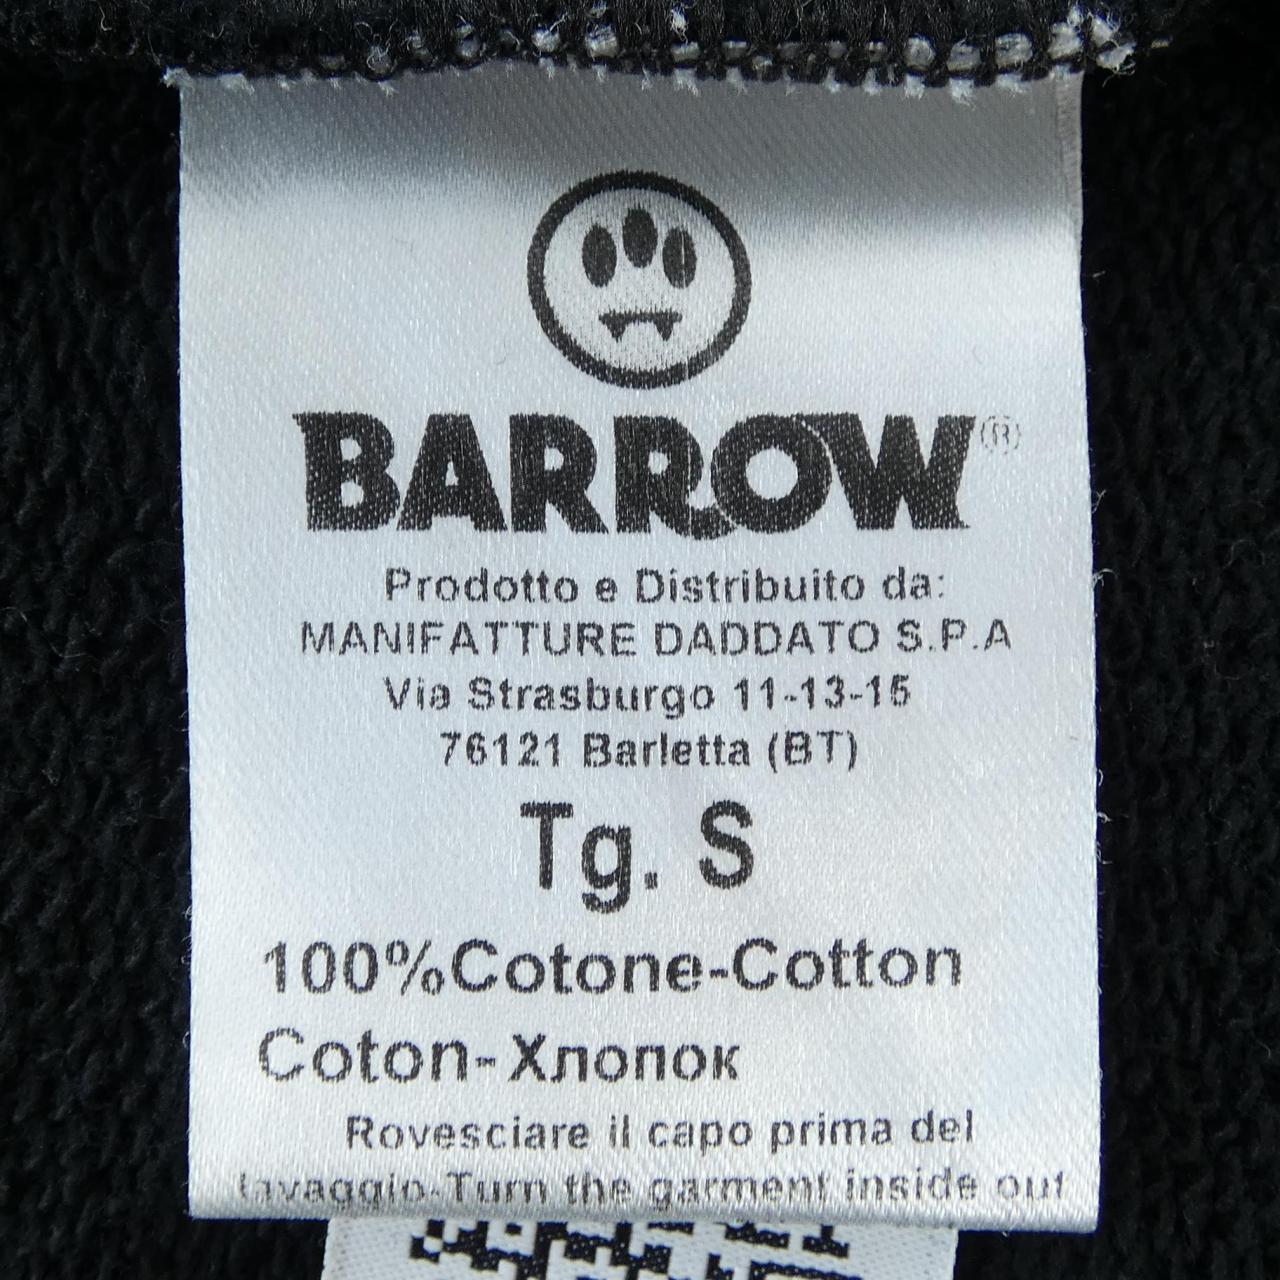 BARROW®
Prodotto e Distribuito da:
MANIFATTURE DADDATO S.P.A
Via Strasburgo 11-13-15
76121 Barletta (BT)
Tg. S
100%Cotone-Cotton
Coton-Хлопок
Rovesciare il capo prima del
lavaggio-Turn the garment inside out